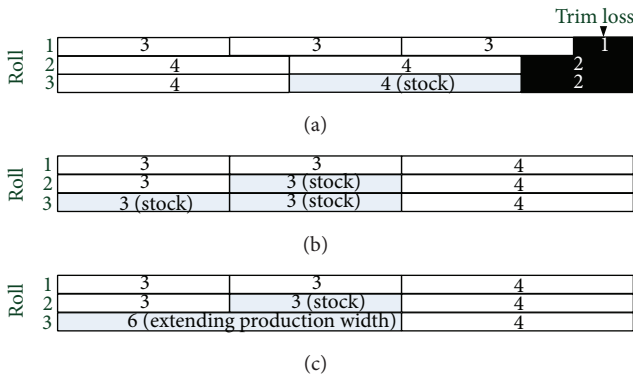 Trim loss
Roll
1 3 3 3 1
2 4 4 2
3 4 4 (stock) 2
(a)
Roll
1 3 3 4
2 3 3 (stock) 4
3 3 (stock) 3 (stock) 4
(b)
Roll
1 3 3 4
2 3 3 (stock) 4
3 6 (extending production width) 4
(c)